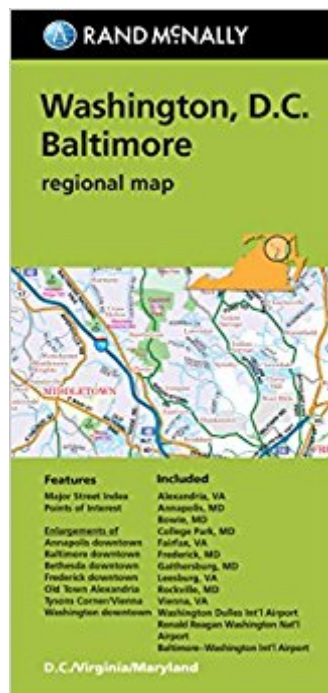 RAND McNALLY
Washington, D.C.
Baltimore
regional map
MIDDLETOWN
Features
Major Street Index
Points of Interest
Enlargements of
Annapolis downtown
Baltimore downtown
Bethesda downtown
Frederick downtown
Old Town Alexandria
Tysons Corner/Vienna
Washington downtown
Included
Alexandria, VA
Annapolis, MD
Bowie, MD
College Park, MD
Fairfax, VA
Frederick, MD
Gaithersburg, MD
Leesburg, VA
Rockville, MD
Vienna, VA
Washington Dulles Int'l Airport
Ronald Reagan Washington Nat'l
Airport
Baltimore-Washington Int'l Airport
D.C./Virginia/Maryland